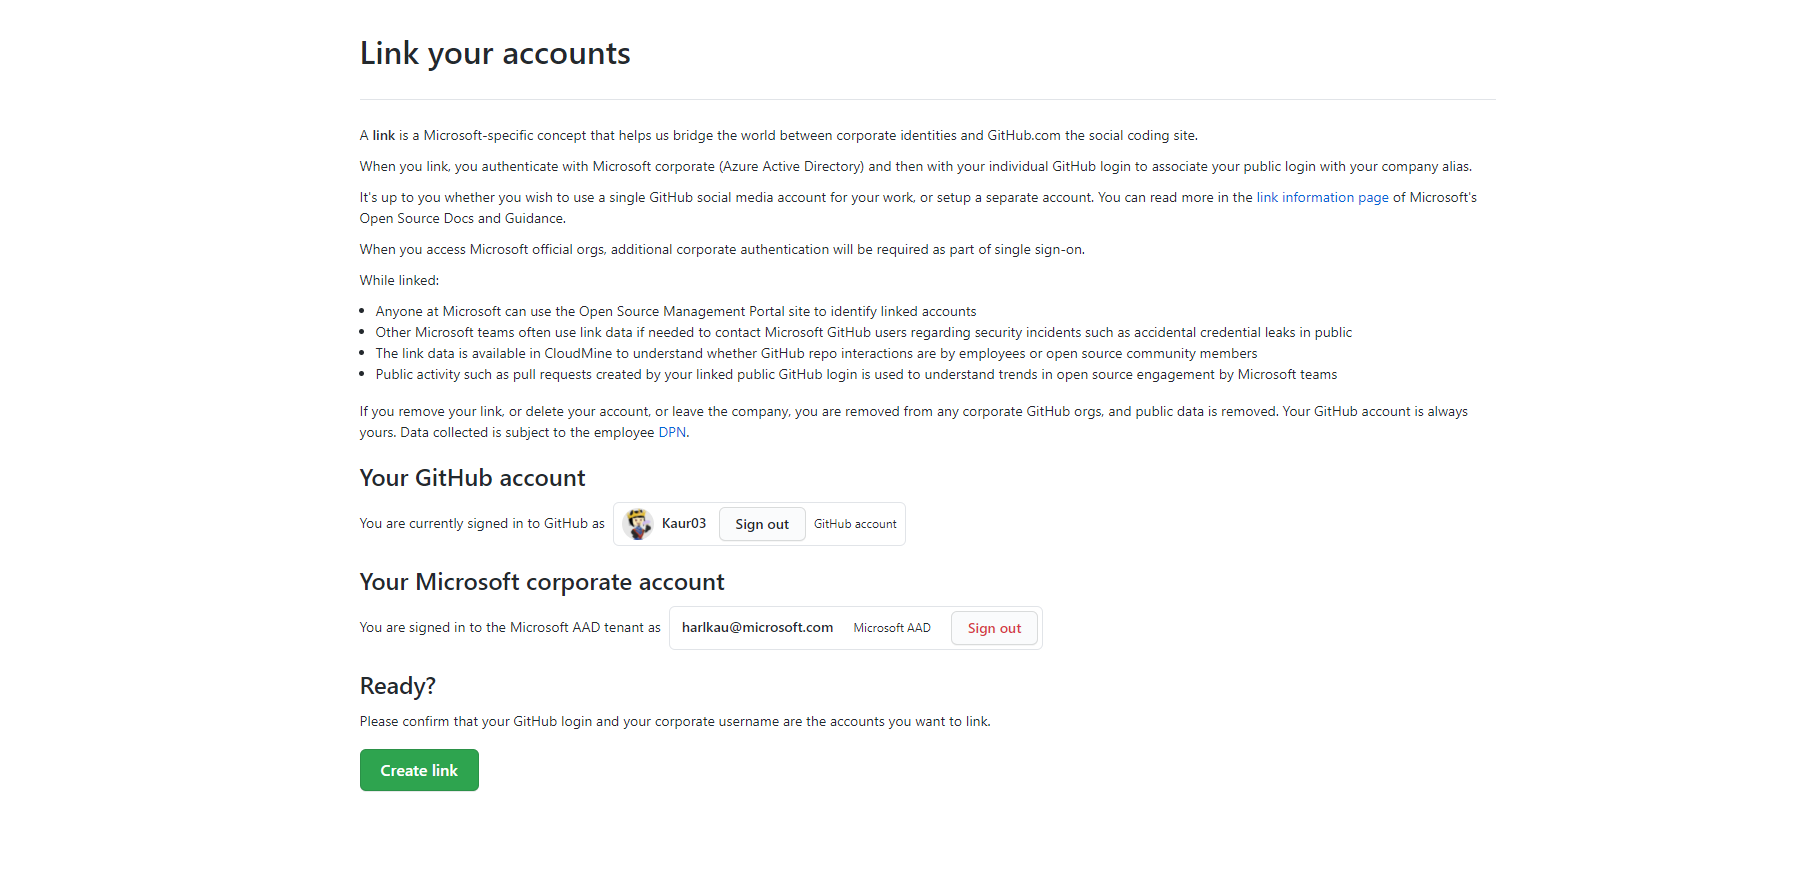 Link your accounts
A link is a Microsoft-specific concept that helps us bridge the world between corporate identities and GitHub.com the social coding site.
When you link, you authenticate with Microsoft corporate (Azure Active Directory) and then with your individual GitHub login to associate your public login with your company alias.
It's up to you whether you wish to use a single GitHub social media account for your work, or setup a separate account. You can read more in the link information page of Microsoft's
Open Source Docs and Guidance.
When you access Microsoft official orgs, additional corporate authentication will be required as part of single sign-on.
While linked:
• Anyone at Microsoft can use the Open Source Management Portal site to identify linked accounts
• Other Microsoft teams often use link data if needed to contact Microsoft GitHub users regarding security incidents such as accidental credential leaks in public
• The link data is available in CloudMine to understand whether GitHub repo interactions are by employees or open source community members
• Public activity such as pull requests created by your linked public GitHub login is used to understand trends in open source engagement by Microsoft teams
If you remove your link, or delete your account, or leave the company, you are removed from any corporate GitHub orgs, and public data is removed. Your GitHub account is always
yours. Data collected is subject to the employee DPN.
Your GitHub account
You are currently signed in to GitHub as Kaur03 Sign out GitHub account
Your Microsoft corporate account
You are signed in to the Microsoft AAD tenant as harlkau@microsoft.com Microsoft AAD Sign out
Ready?
Please confirm that your GitHub login and your corporate username are the accounts you want to link.
Create link